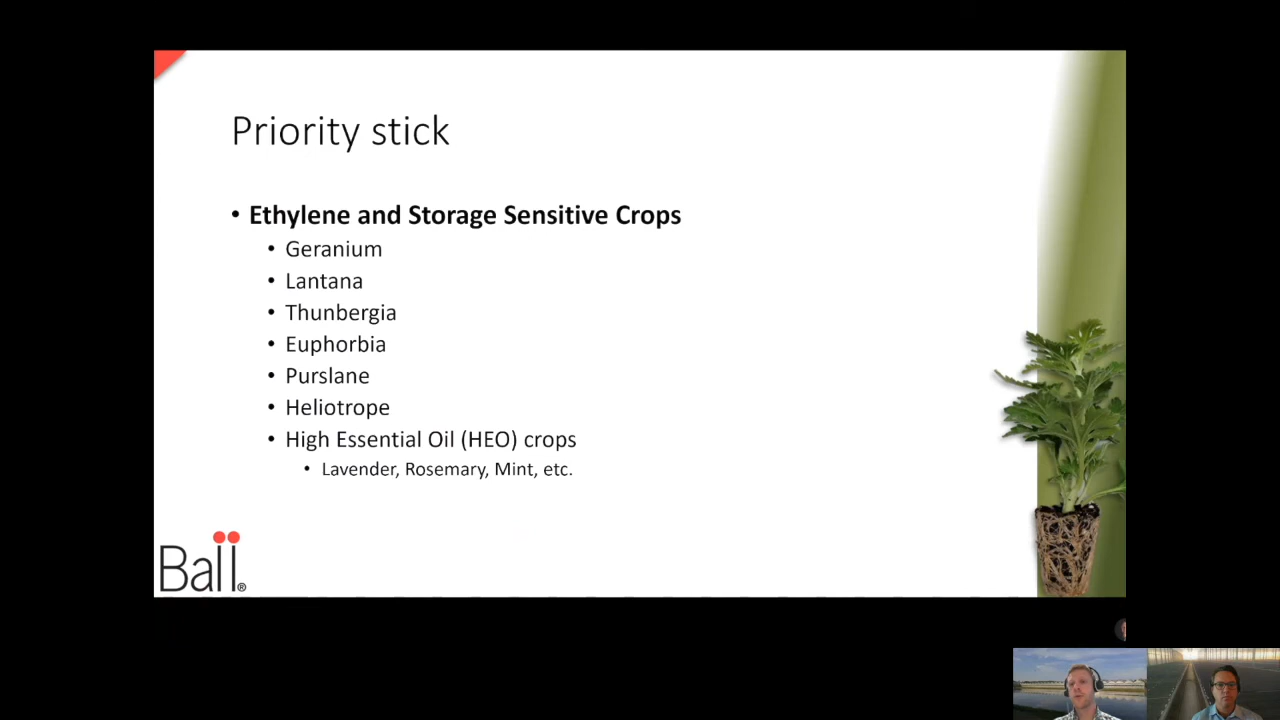 Priority stick
• Ethylene and Storage Sensitive Crops
• Geranium
• Lantana
• Thunbergia
• Euphorbia
• Purslane
• Heliotrope
• High Essential Oil (HEO) crops
• Lavender, Rosemary, Mint, etc.
Ball®